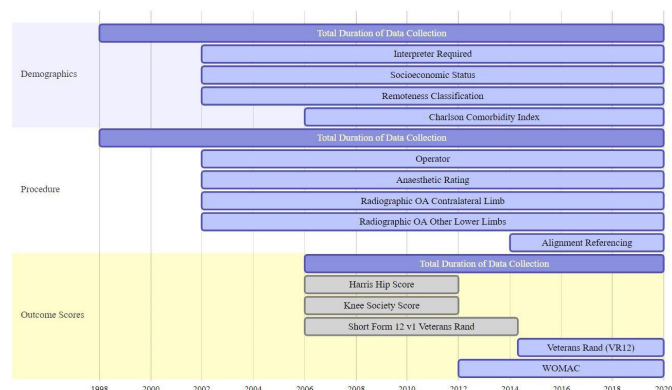 Total Duration of Data Collection
Interpreter Required
Demographics
Socioeconomic Status
Remoteness Classification
Charlson Comorbidity Index
Total Duration of Data Collection
Operator
Anaesthetic Rating
Procedure
Radiographic OA Contralateral Limb
Radiographic OA Other Lower Limbs
Alignment Referencing
Total Duration of Data Collection
Harris Hip Score
Knee Society Score
Outcome Scores
Short Form 12 v1 Veterans Rand
Veterans Rand (VR12)
WOMAC
1998 2000 2002 2004 2006 2008 2010 2012 2014 2016 2018 2020